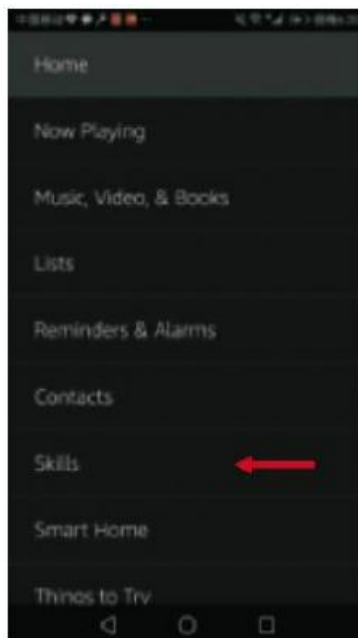 Home
Now Playing
Music, Video, & Books
Lists
Reminders & Alarms
Contacts
Skills
Smart Home
Things to Try